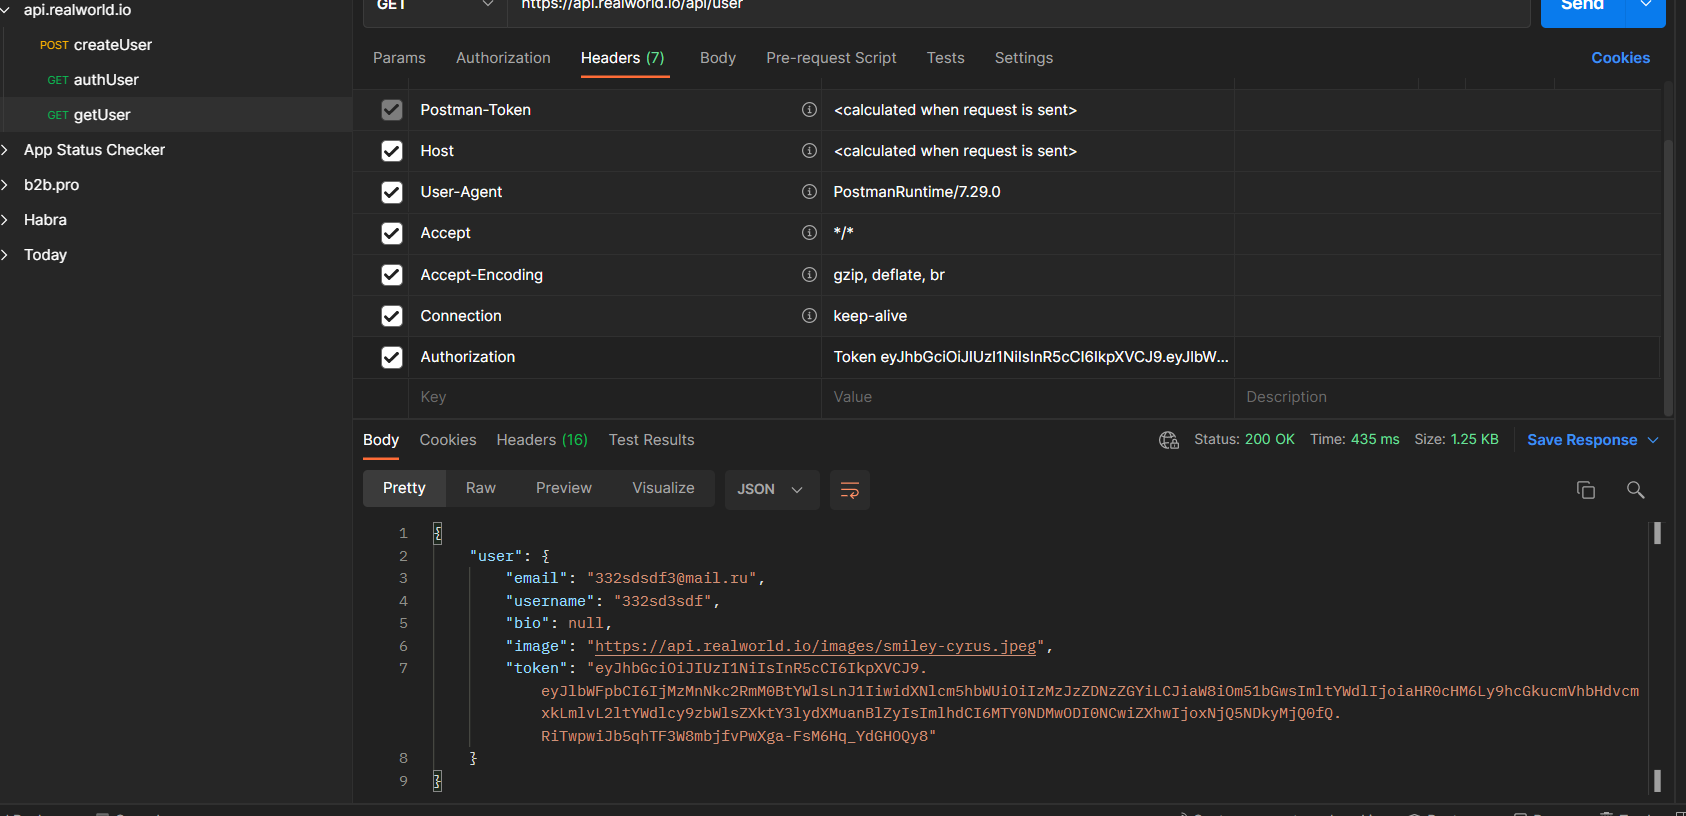 api.realworld.io
POST createUser
GET authUser
GET getUser
App Status Checker
b2b.pro
Habra
Today
GET https://api.realworld.io/api/user Send
Params Authorization Headers (7) Body Pre-request Script Tests Settings Cookies
Postman-Token <calculated when request is sent>
Host <calculated when request is sent>
User-Agent PostmanRuntime/7.29.0
Accept */*
Accept-Encoding gzip, deflate, br
Connection keep-alive
Authorization Token eyJhbGciOiJIUzI1NiIsInR5cCI6IkpXVCJ9.eyJlbW...
Key Value Description
Body Cookies Headers (16) Test Results Status: 200 OK Time: 435 ms Size: 1.25 KB Save Response
Pretty Raw Preview Visualize JSON
1 {
2 "user": {
3 "email": "332sdsdf3@mail.ru",
4 "username": "332sd3sdf",
5 "bio": null,
6 "image": "https://api.realworld.io/images/smiley-cyrus.jpeg",
7 "token": "eyJhbGciOiJIUzI1NiIsInR5cCI6IkpXVCJ9.
eyJlbWFpbCI6IjMzMnNkc2RmM0BtYWlsLnJ1IiwidXNlcm5hbWUiOiIzMzJzZDNzZGYiLCJiaW8iOm51bGwsImltYWdlIjoiaHR0cHM6Ly9hcGkucmVhbHdvcm
xkLmlvL2ltYWdlcy9zbWlsZXktY3lydXMuanBlZyIsImlhdCI6MTY0NDMwODI0NCwiZXhwIjoxNjQ5NDkyMjQ0fQ.
RiTwpwiJb5qhTF3W8mbjfvPwXga-FsM6Hq_YdGHOQy8"
8 }
9 }